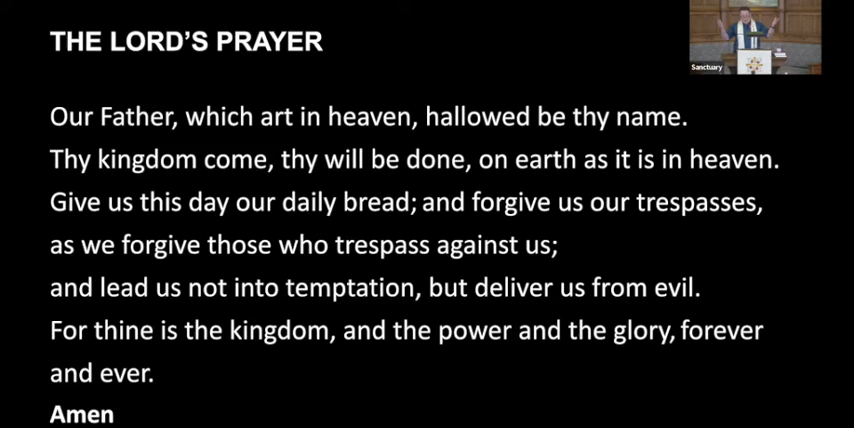 THE LORD'S PRAYER
Sanctuary
Our Father, which art in heaven, hallowed be thy name.
Thy kingdom come, thy will be done, on earth as it is in heaven.
Give us this day our daily bread; and forgive us our trespasses,
as we forgive those who trespass against us;
and lead us not into temptation, but deliver us from evil.
For thine is the kingdom, and the power and the glory, forever
and ever.
Amen